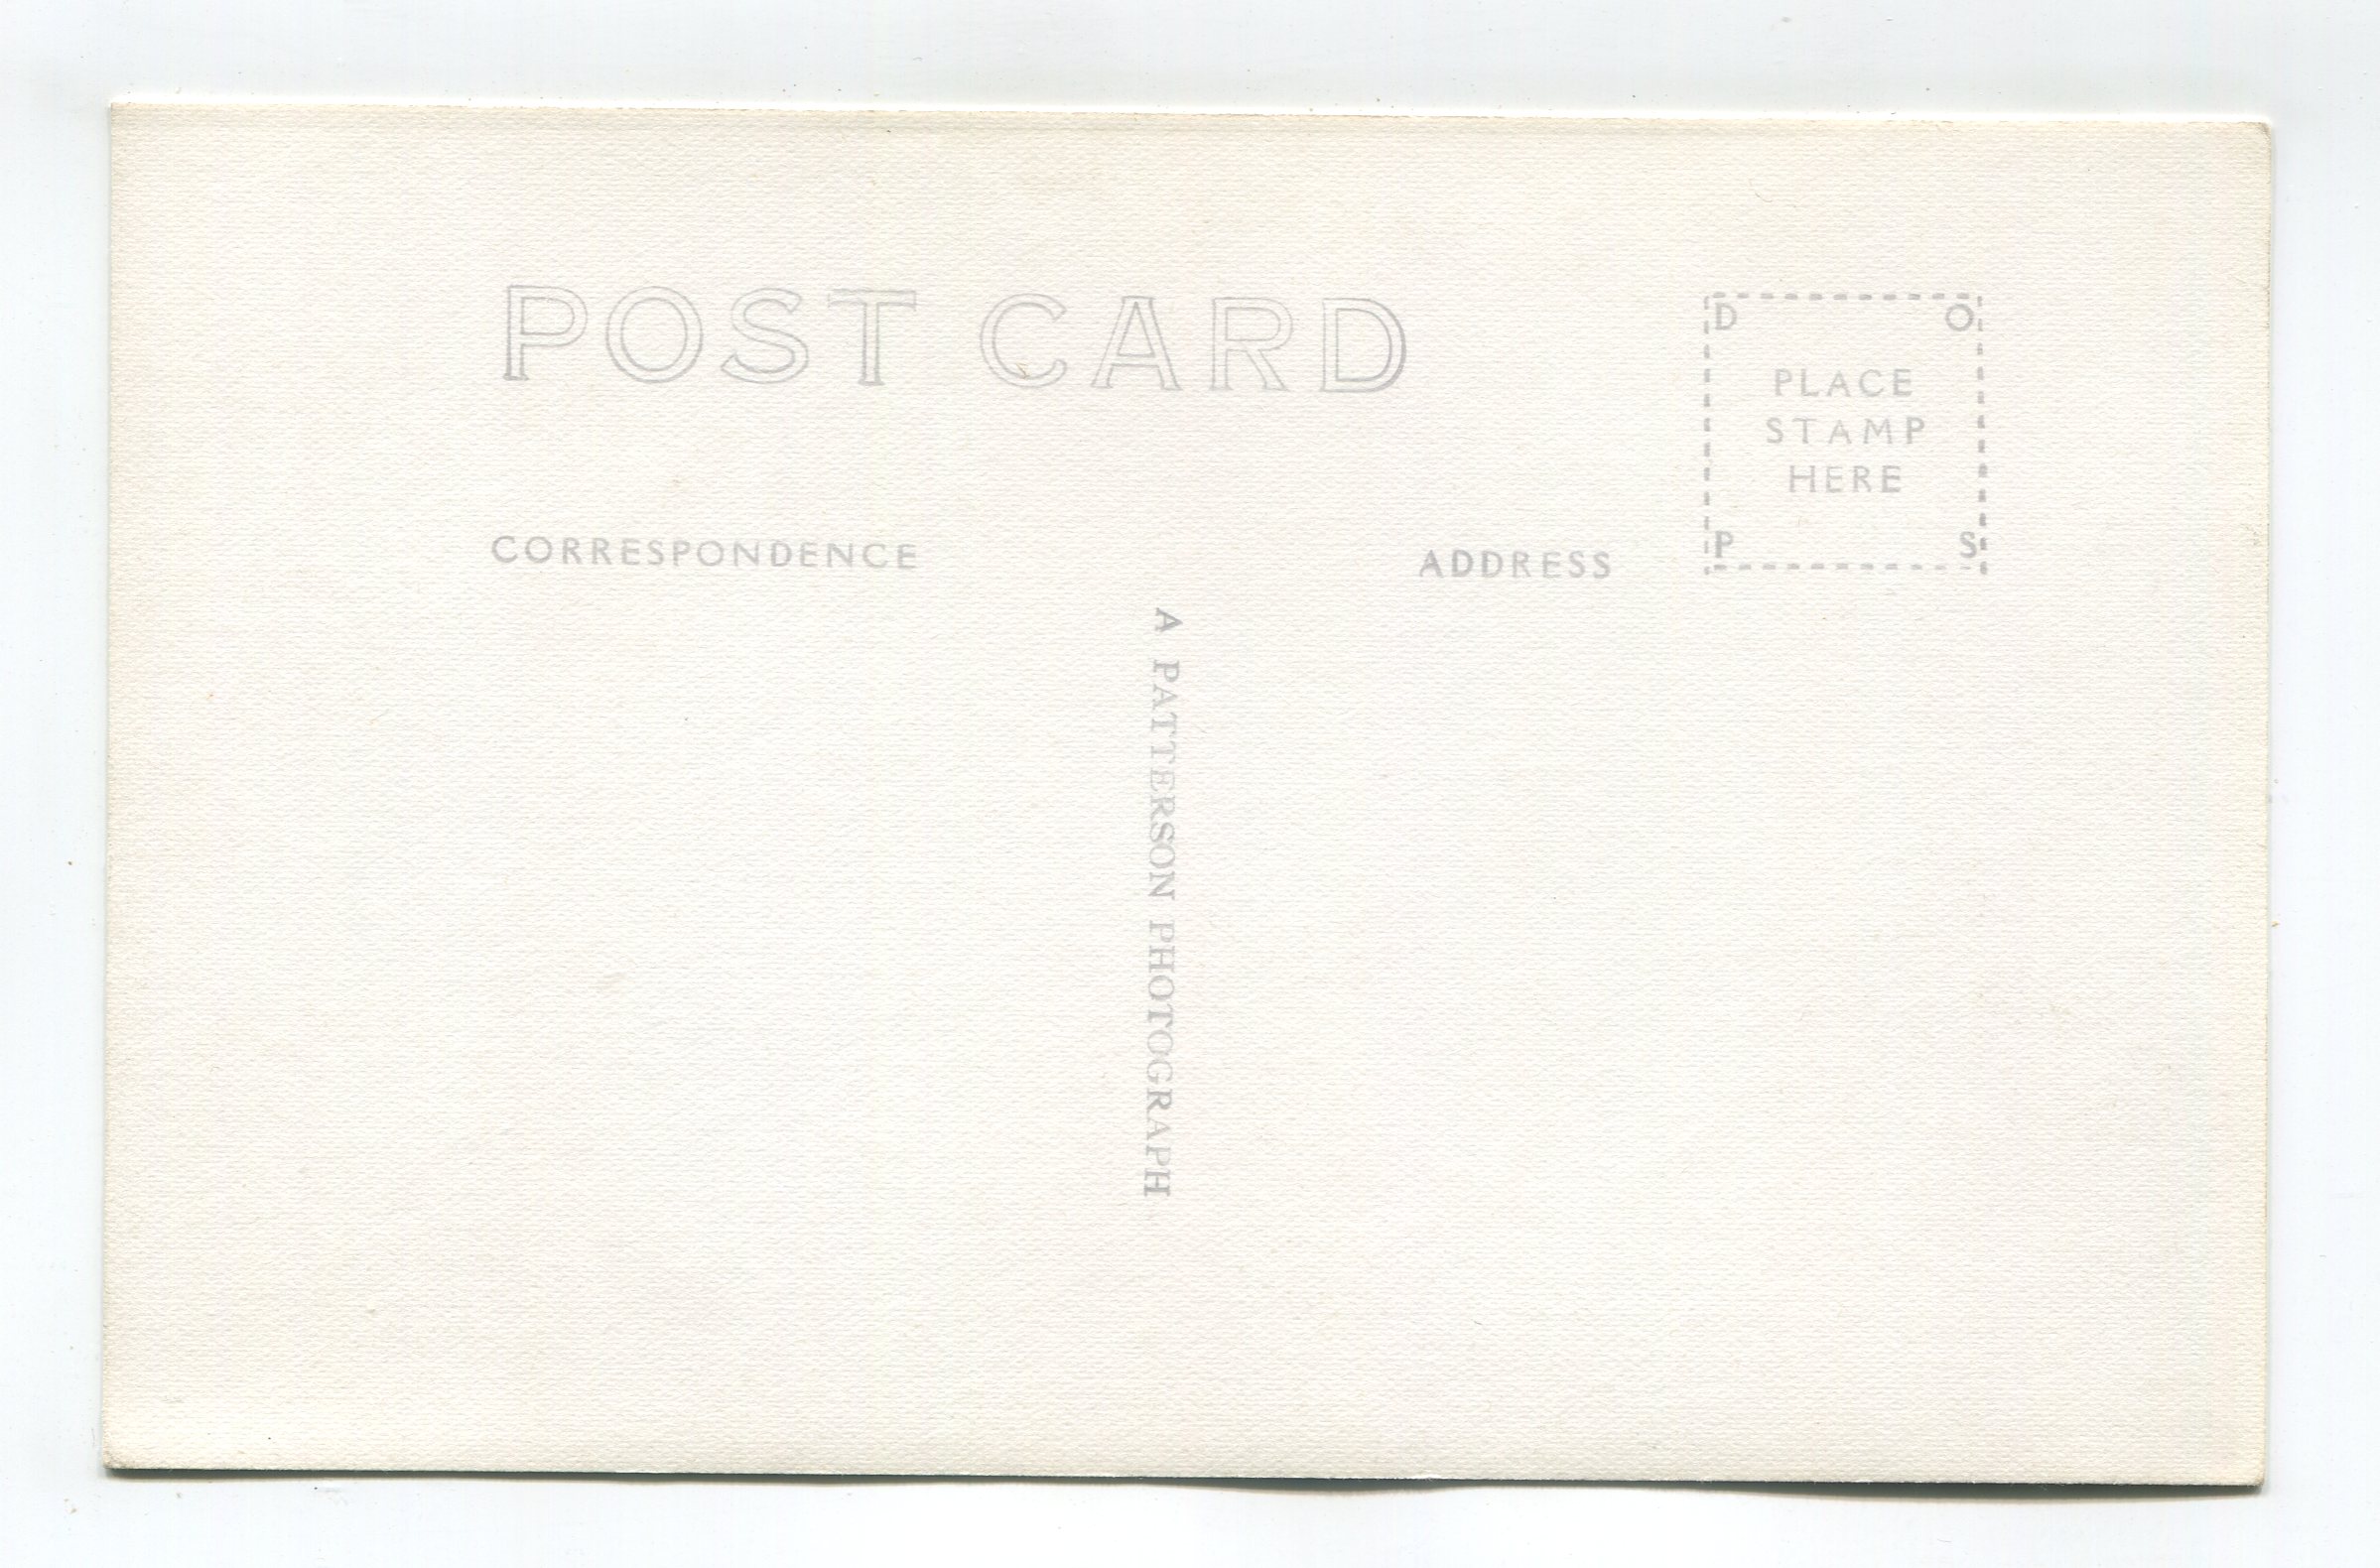 POST CARD
D O
PLACE
STAMP
HERE
P S
CORRESPONDENCE
ADDRESS
A PATTERSON PHOTOGRAPH